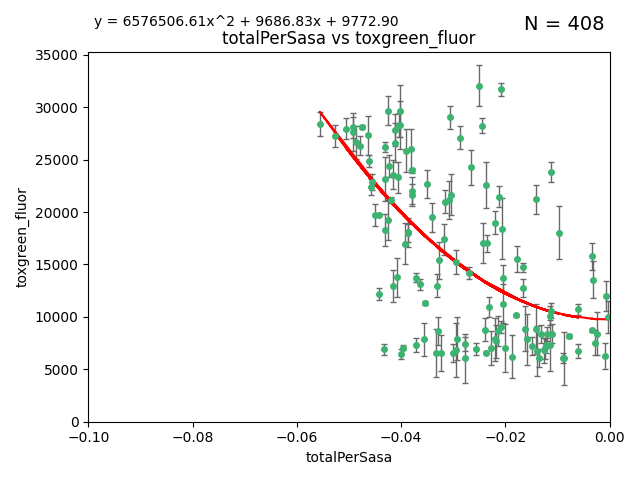 y = 6576506.61x^2 + 9686.83x + 9772.90
N = 408
totalPerSasa vs toxgreen_fluor
toxgreen_fluor
35000
30000
25000
20000
15000
10000
5000
0
−0.10 −0.08 −0.06 −0.04 −0.02 0.00
totalPerSasa